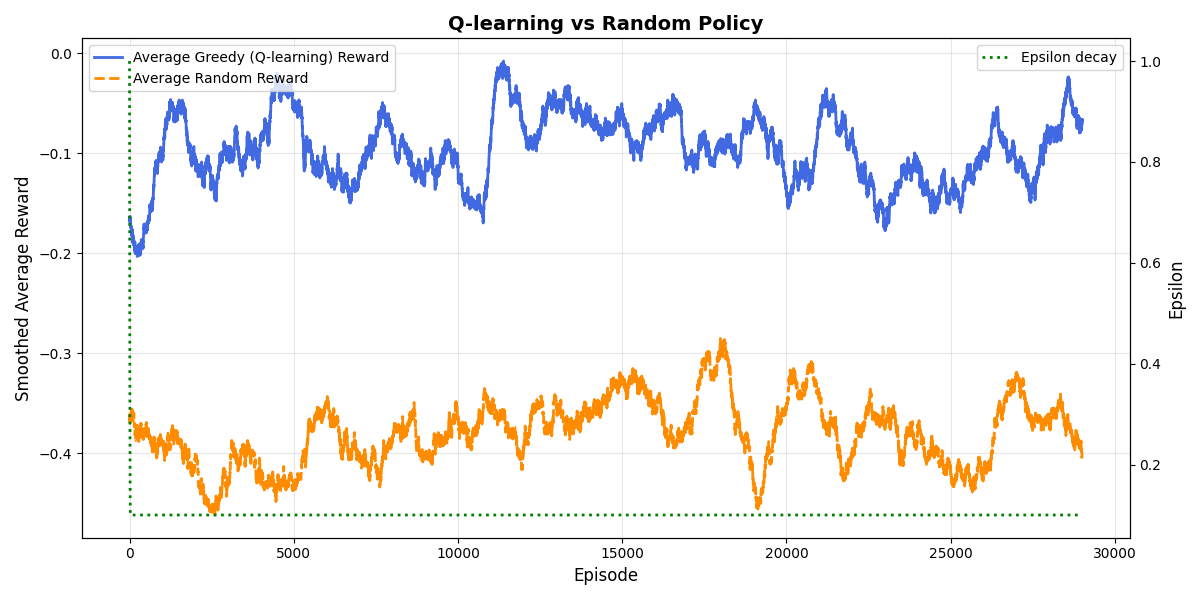 Q-learning vs Random Policy
Average Greedy (Q-learning) Reward
Average Random Reward
Epsilon decay
Smoothed Average Reward
0.0
−0.1
−0.2
−0.3
−0.4
1.0
0.8
0.6
0.4
0.2
Epsilon
0 5000 10000 15000 20000 25000 30000
Episode